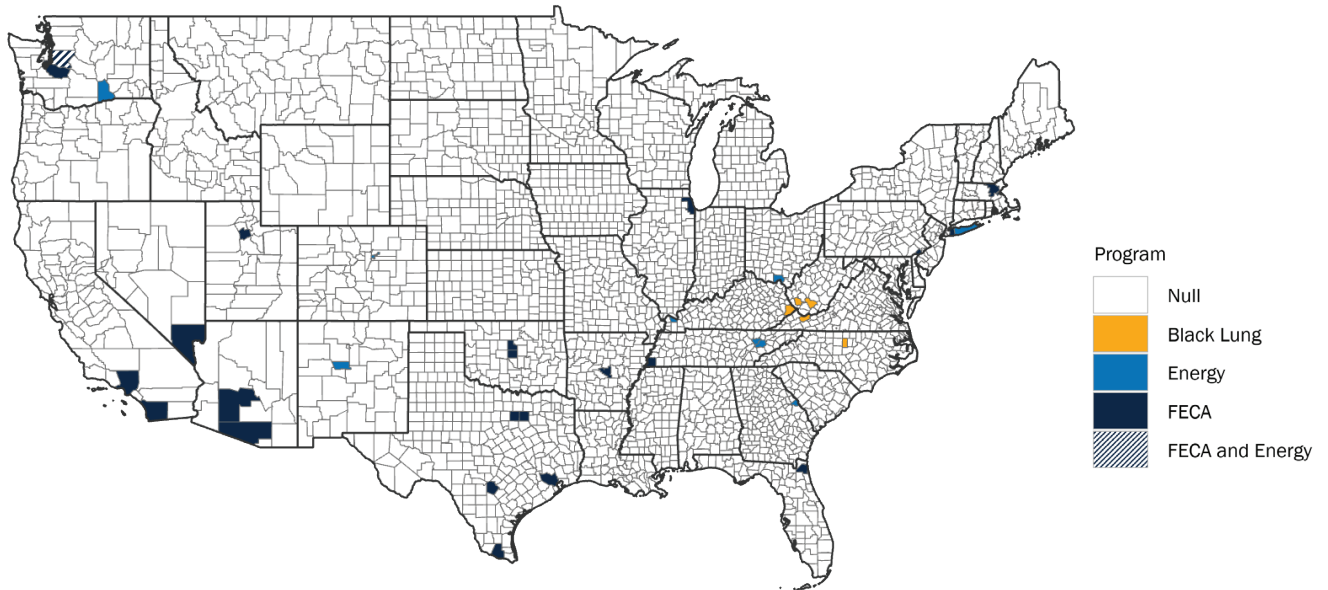 Program
Null
Black Lung
Energy
FECA
FECA and Energy